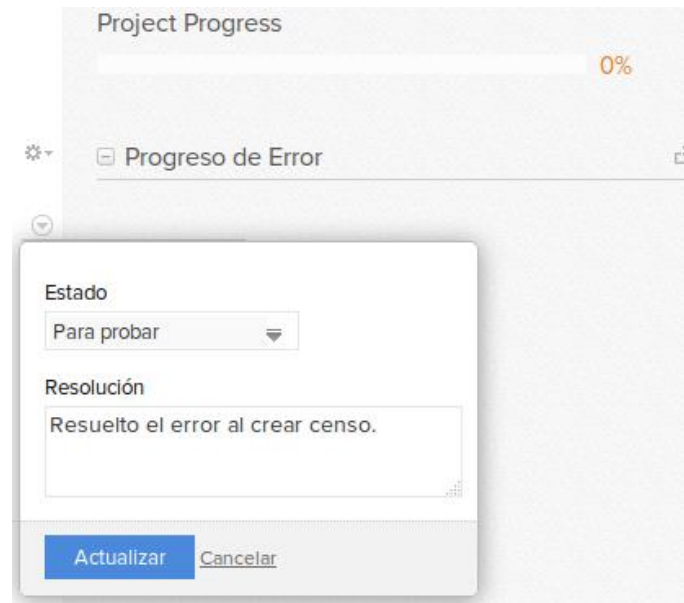 Project Progress
0%
Progreso de Error
Estado
Para probar
Resolución
Resuelto el error al crear censo.
Actualizar Cancelar